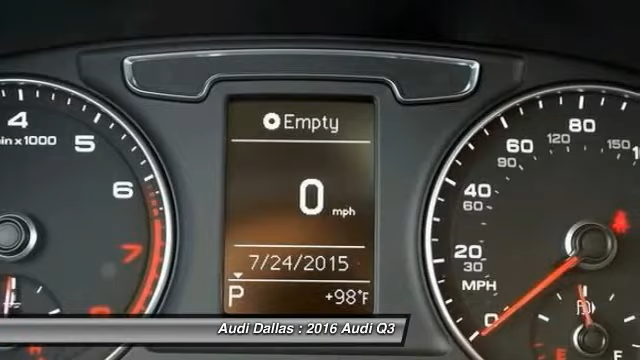 Empty
0 mph
7/24/2015
P +98°F
4
5
6
7
min x1000
80
60
40
20
0
MPH
120
150
90
60
30
Audi Dallas : 2016 Audi Q3